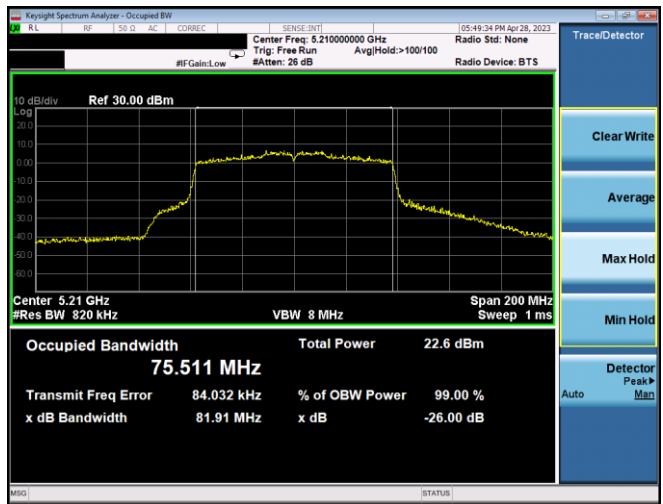 Keysight Spectrum Analyzer - Occupied BW
RL RF 50 Ω AC CORREC SENSE:INT 05:49:34 PM Apr 28, 2023
Center Freq: 5.210000000 GHz Radio Std: None
Trig: Free Run Avg|Hold:>100/100
#IFGain:Low #Atten: 26 dB Radio Device: BTS
Trace/Detector
10 dB/div Ref 30.00 dBm
Log
20.0
10.0
0.00
-10.0
-20.0
-30.0
-40.0
-50.0
-60.0
Center 5.21 GHz Span 200 MHz
#Res BW 820 kHz VBW 8 MHz Sweep 1 ms
Occupied Bandwidth Total Power 22.6 dBm
75.511 MHz
Transmit Freq Error 84.032 kHz % of OBW Power 99.00 %
x dB Bandwidth 81.91 MHz x dB -26.00 dB
Clear Write
Average
Max Hold
Min Hold
Detector
Peak▶
Auto Man
MSG STATUS